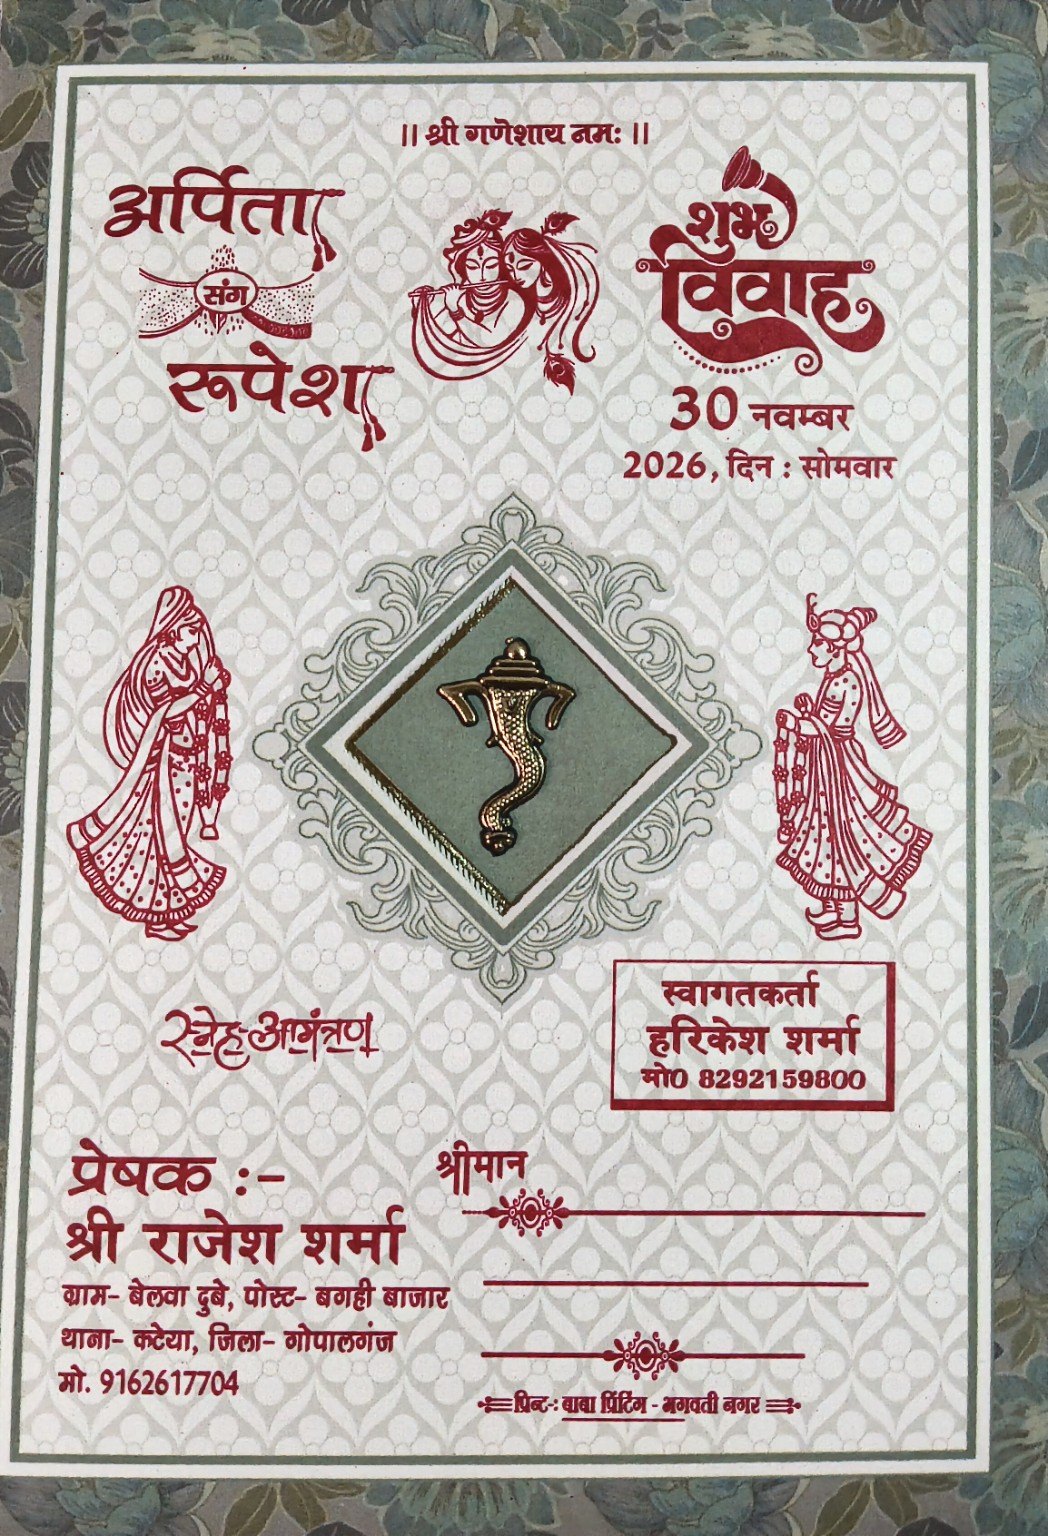 || श्री गणेशाय नमः ||
अर्पिता
संग
रूपेश
शुभ
विवाह
30 नवम्बर
2026, दिन : सोमवार
स्नेह-आमंत्रण
स्वागतकर्ता
हरिकेश शर्मा
मो0 8292159800
प्रेषक :-
श्री राजेश शर्मा
ग्राम- बेलवा दुबे, पोस्ट- बगही बाजार
थाना- कटेया, जिला- गोपालगंज
मो. 9162617704
श्रीमान
प्रिन्ट-: बाबा प्रिंटिंग - भगवती नगर